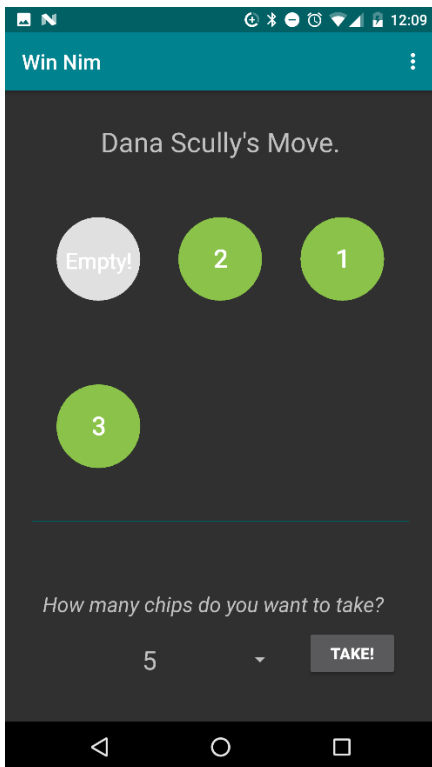 12:09
Win Nim
Dana Scully's Move.
Empty! 2 1
3
How many chips do you want to take?
5 TAKE!